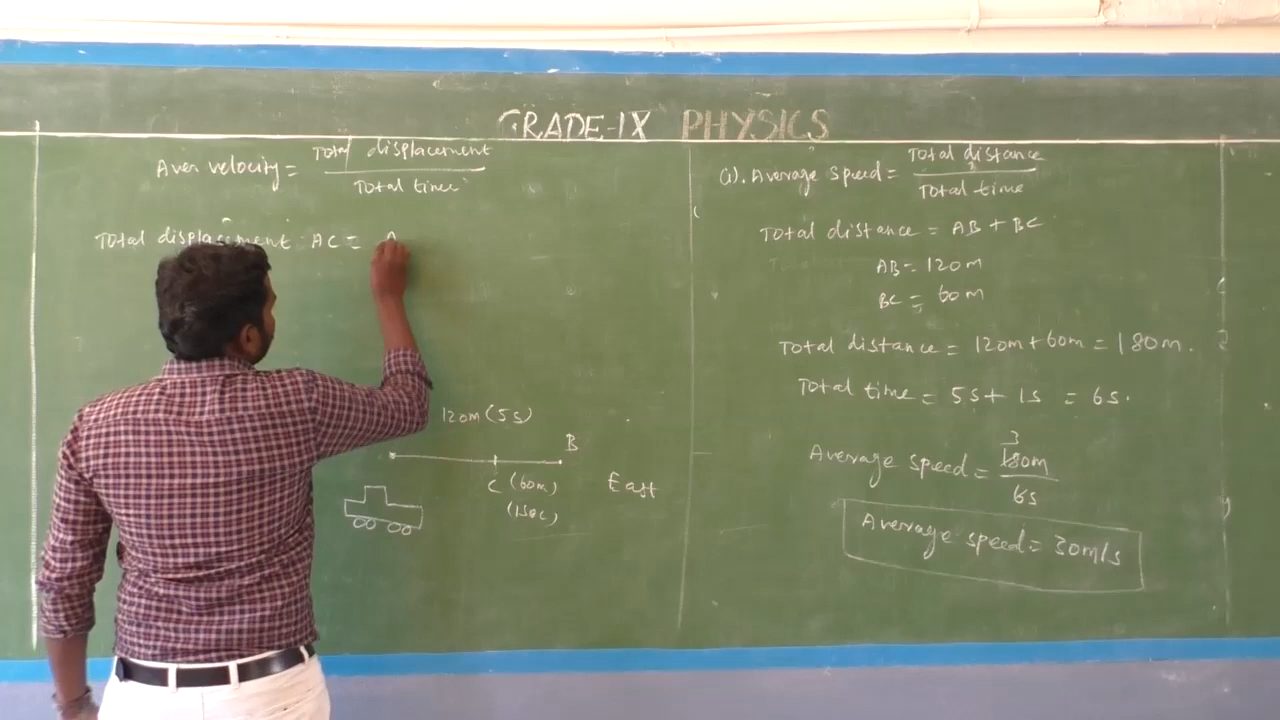 GRADE-IX PHYSICS
Aver velocity = Total displacement
Total time
Total displacement: AC = A
120m (5s)
B
C (60m)
(1sec)
East
(1). Average speed = Total distance
Total time
Total distance = AB + BC
AB = 120m
BC = 60m
Total distance = 120m + 60m = 180m.
Total time = 5s + 1s = 6s.
3
Average speed = 180m
6s
Average speed = 30m/s